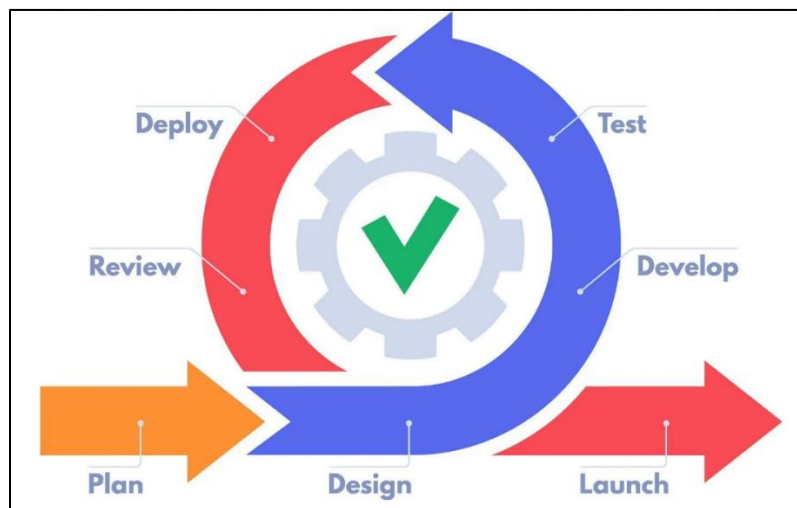 Deploy
Test
Review
Develop
Plan
Design
Launch